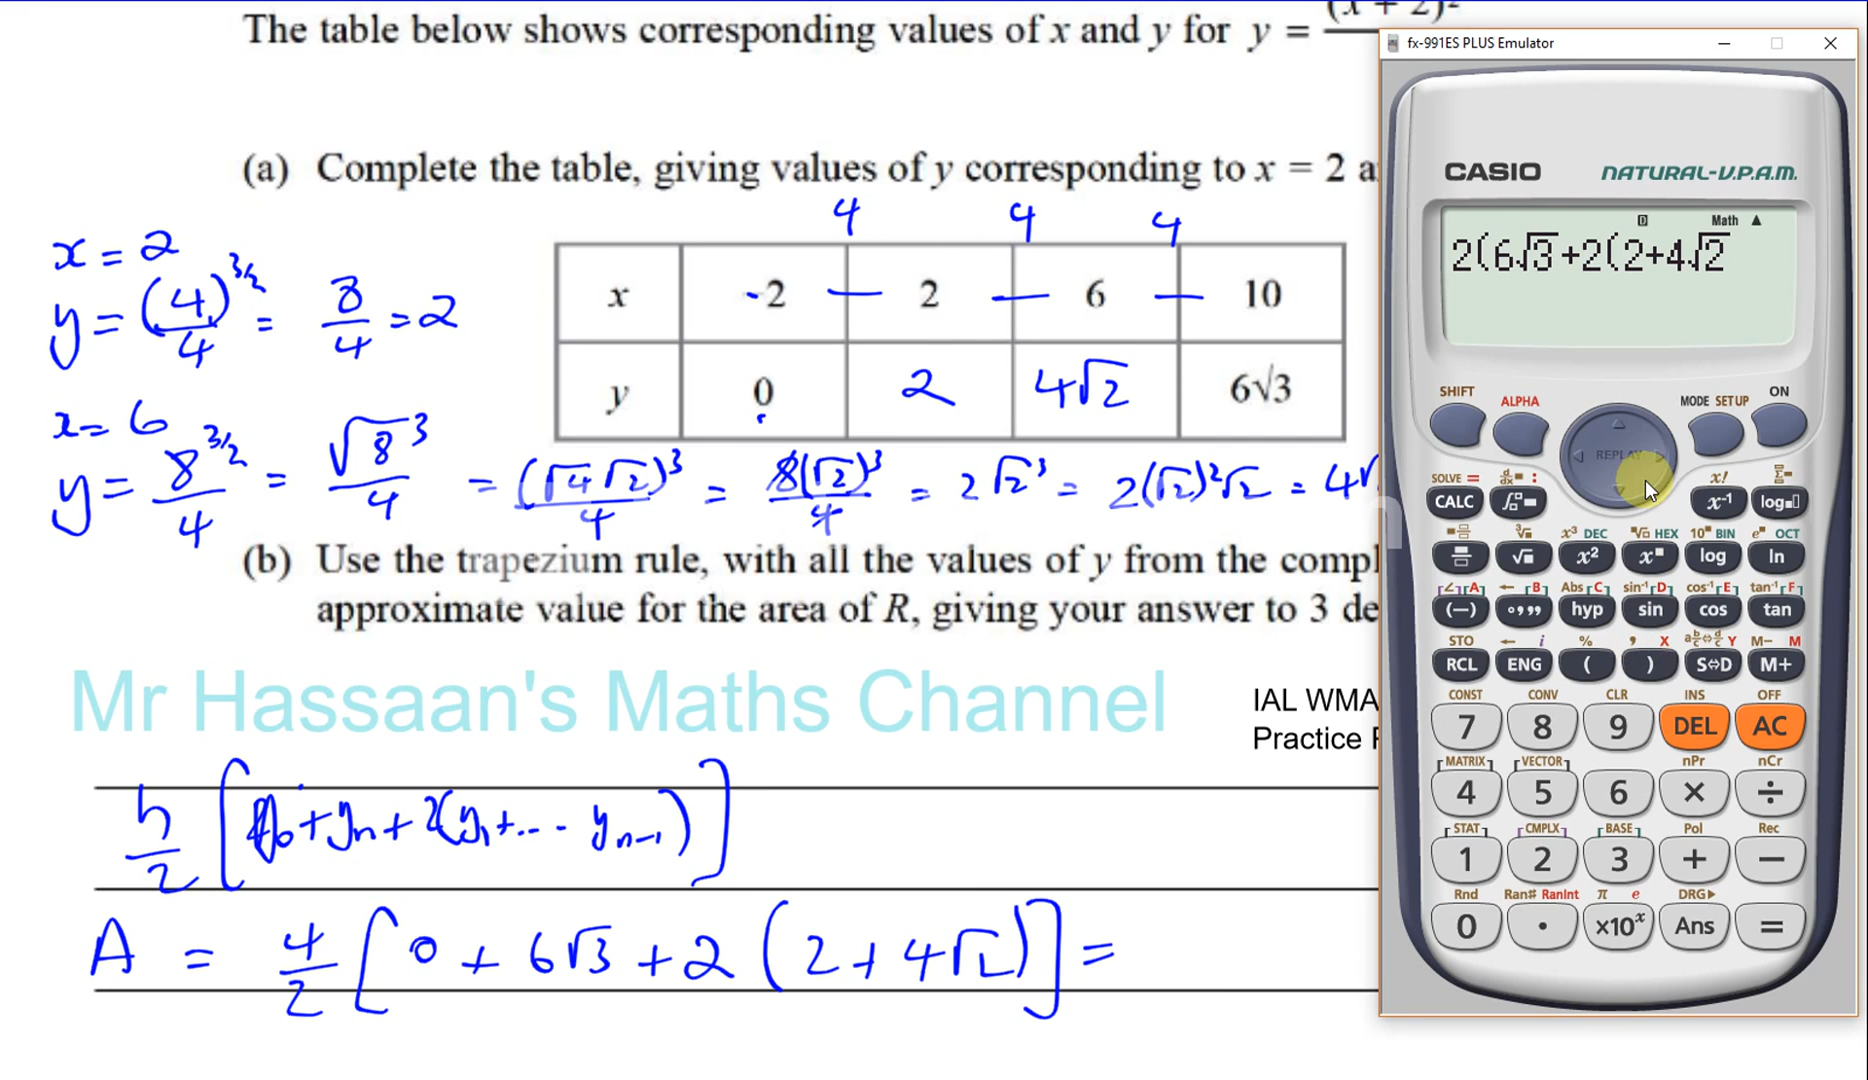 The table below shows corresponding values of x and y for y = (x + 2)
(a) Complete the table, giving values of y corresponding to x = 2 a
4 4 4
x -2 — 2 — 6 — 10
y 0 2 4√2 6√3
x = 2
y = (4)^3/2 / 4 = 8/4 = 2
x = 6
y = 8^3/2 / 4 = √8^3 / 4 = (√4√2)^3 / 4 = 8(√2)^3 / 4 = 2√2^3 = 2(√2)^2√2 = 4√
(b) Use the trapezium rule, with all the values of y from the compl
approximate value for the area of R, giving your answer to 3 de
Mr Hassaan's Maths Channel
IAL WMA
Practice
h/2 [y0 + yn + 2(y1 + ... yn-1)]
A = 4/2 [0 + 6√3 + 2(2 + 4√2)] =
fx-991ES PLUS Emulator
CASIO NATURAL-V.P.A.M.
D Math ▲
2(6√3+2(2+4√2
SHIFT ALPHA MODE SETUP ON
REPLAY
SOLVE = d/dx : x! Σ
CALC ∫ x⁻¹ log
∛ x³ DEC √ HEX 10 BIN e OCT
√ x² x log ln
∠ A ← B Abs C sin⁻¹ D cos⁻¹ E tan⁻¹ F
(−) °,,, hyp sin cos tan
STO ← i % , X a b/c⇔d/c Y M− M
RCL ENG ( ) S⇔D M+
CONST CONV CLR INS OFF
7 8 9 DEL AC
MATRIX VECTOR nPr nCr
4 5 6 × ÷
STAT CMPLX BASE Pol Rec
1 2 3 + −
Rnd Ran# RanInt π e DRG▶
0 . ×10ˣ Ans =